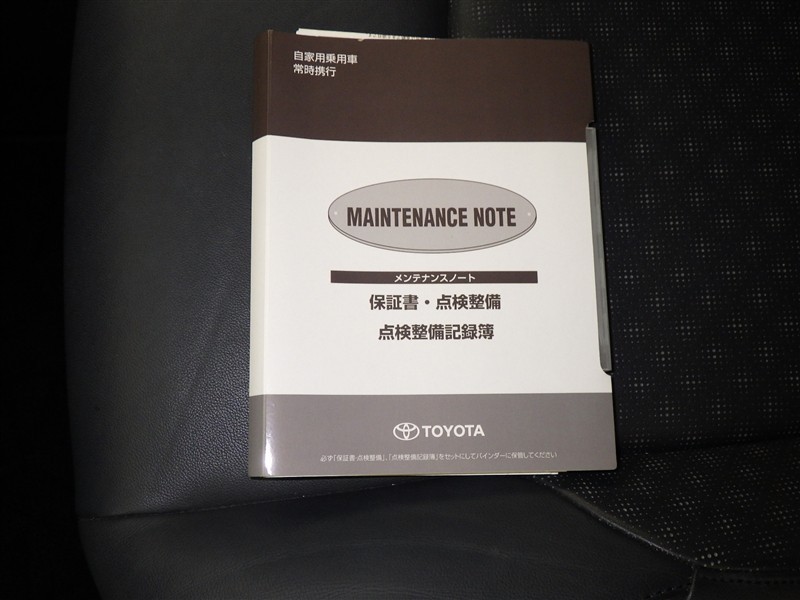 自家用乗用車
常時携行
MAINTENANCE NOTE
メンテナンスノート
保証書・点検整備
点検整備記録簿
TOYOTA
必ず「保証書·点検整備」、「点検整備記録簿」をセットにしてバインダーに保管してください